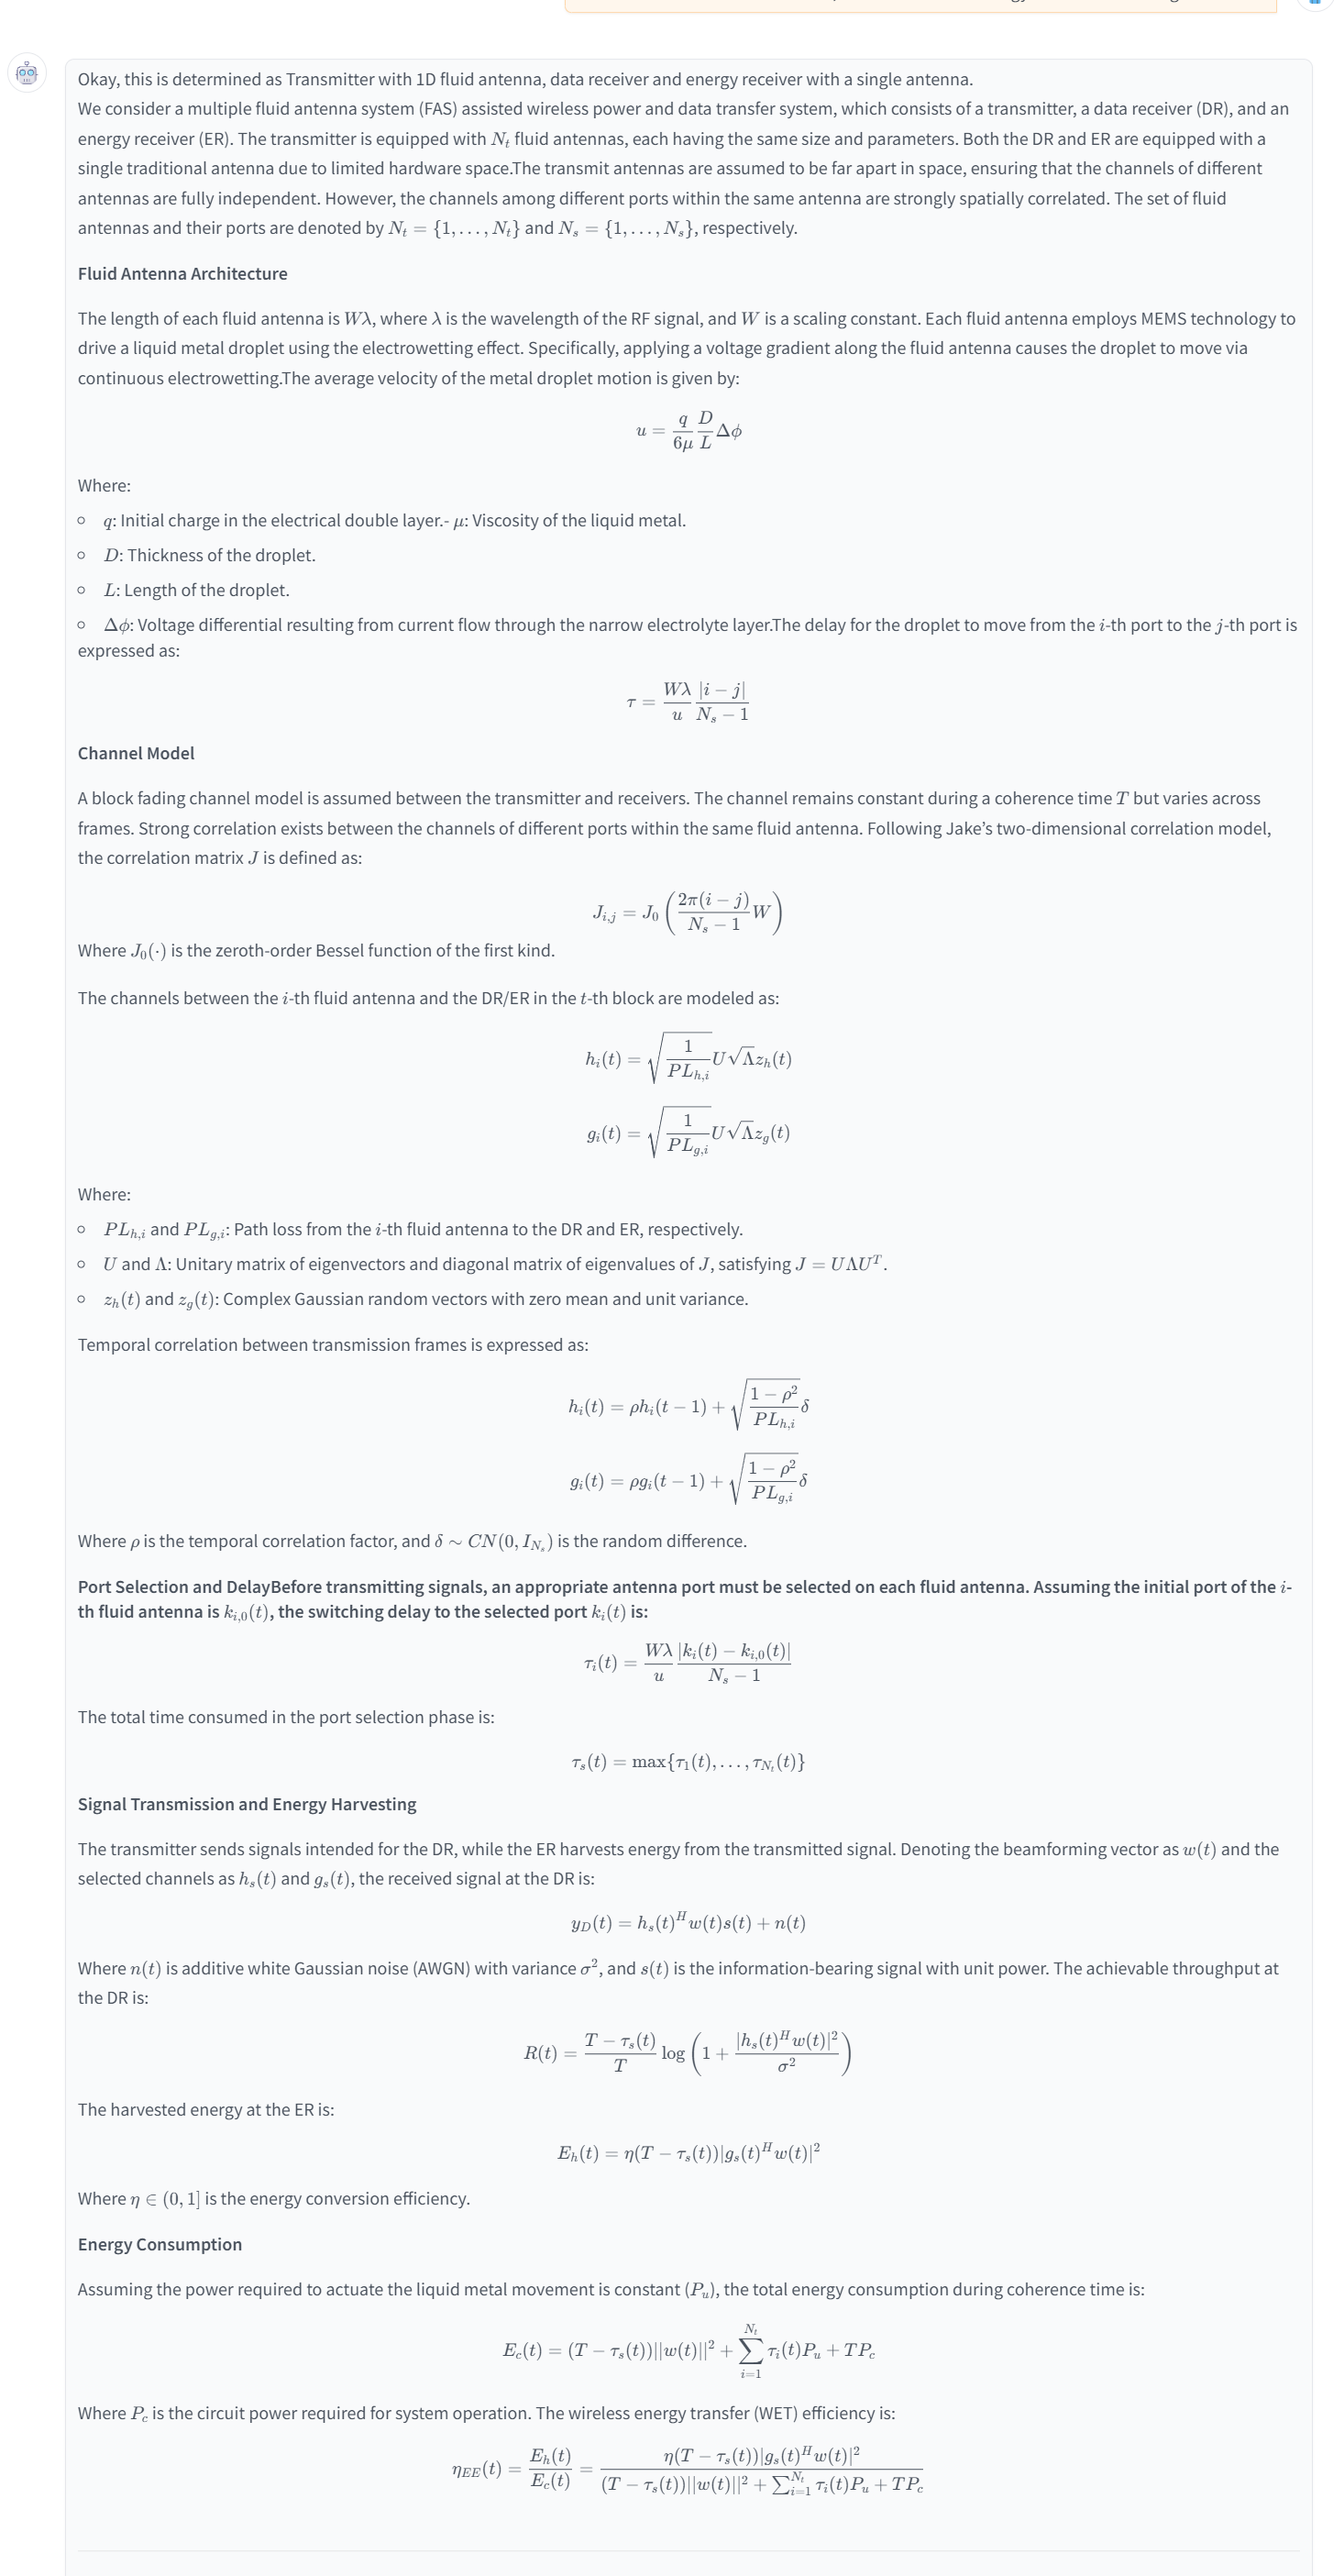 Okay, this is determined as Transmitter with 1D fluid antenna, data receiver and energy receiver with a single antenna.
We consider a multiple fluid antenna system (FAS) assisted wireless power and data transfer system, which consists of a transmitter, a data receiver (DR), and an
energy receiver (ER). The transmitter is equipped with $N_t$ fluid antennas, each having the same size and parameters. Both the DR and ER are equipped with a
single traditional antenna due to limited hardware space.The transmit antennas are assumed to be far apart in space, ensuring that the channels of different
antennas are fully independent. However, the channels among different ports within the same antenna are strongly spatially correlated. The set of fluid
antennas and their ports are denoted by $N_t = \{1, \ldots, N_t\}$ and $N_s = \{1, \ldots, N_s\}$, respectively.
Fluid Antenna Architecture
The length of each fluid antenna is $W\lambda$, where $\lambda$ is the wavelength of the RF signal, and $W$ is a scaling constant. Each fluid antenna employs MEMS technology to
drive a liquid metal droplet using the electrowetting effect. Specifically, applying a voltage gradient along the fluid antenna causes the droplet to move via
continuous electrowetting.The average velocity of the metal droplet motion is given by:
$u = \frac{q}{6\mu} \frac{D}{L} \Delta\phi$
Where:
○ $q$: Initial charge in the electrical double layer.- $\mu$: Viscosity of the liquid metal.
○ $D$: Thickness of the droplet.
○ $L$: Length of the droplet.
○ $\Delta\phi$: Voltage differential resulting from current flow through the narrow electrolyte layer.The delay for the droplet to move from the $i$-th port to the $j$-th port is
expressed as:
$\tau = \frac{W\lambda}{u} \frac{|i - j|}{N_s - 1}$
Channel Model
A block fading channel model is assumed between the transmitter and receivers. The channel remains constant during a coherence time $T$ but varies across
frames. Strong correlation exists between the channels of different ports within the same fluid antenna. Following Jake’s two-dimensional correlation model,
the correlation matrix $J$ is defined as:
$J_{i,j} = J_0 \left( \frac{2\pi(i - j)}{N_s - 1} W \right)$
Where $J_0(\cdot)$ is the zeroth-order Bessel function of the first kind.
The channels between the $i$-th fluid antenna and the DR/ER in the $t$-th block are modeled as:
$h_i(t) = \sqrt{\frac{1}{PL_{h,i}}} U \sqrt{\Lambda} z_h(t)$
$g_i(t) = \sqrt{\frac{1}{PL_{g,i}}} U \sqrt{\Lambda} z_g(t)$
Where:
○ $PL_{h,i}$ and $PL_{g,i}$: Path loss from the $i$-th fluid antenna to the DR and ER, respectively.
○ $U$ and $\Lambda$: Unitary matrix of eigenvectors and diagonal matrix of eigenvalues of $J$, satisfying $J = U \Lambda U^T$.
○ $z_h(t)$ and $z_g(t)$: Complex Gaussian random vectors with zero mean and unit variance.
Temporal correlation between transmission frames is expressed as:
$h_i(t) = \rho h_i(t - 1) + \sqrt{\frac{1 - \rho^2}{PL_{h,i}}} \delta$
$g_i(t) = \rho g_i(t - 1) + \sqrt{\frac{1 - \rho^2}{PL_{g,i}}} \delta$
Where $\rho$ is the temporal correlation factor, and $\delta \sim CN(0, I_{N_s})$ is the random difference.
Port Selection and DelayBefore transmitting signals, an appropriate antenna port must be selected on each fluid antenna. Assuming the initial port of the $i$-
th fluid antenna is $k_{i,0}(t)$, the switching delay to the selected port $k_i(t)$ is:
$\tau_i(t) = \frac{W\lambda}{u} \frac{|k_i(t) - k_{i,0}(t)|}{N_s - 1}$
The total time consumed in the port selection phase is:
$\tau_s(t) = \max\{\tau_1(t), \ldots, \tau_{N_t}(t)\}$
Signal Transmission and Energy Harvesting
The transmitter sends signals intended for the DR, while the ER harvests energy from the transmitted signal. Denoting the beamforming vector as $w(t)$ and the
selected channels as $h_s(t)$ and $g_s(t)$, the received signal at the DR is:
$y_D(t) = h_s(t)^H w(t) s(t) + n(t)$
Where $n(t)$ is additive white Gaussian noise (AWGN) with variance $\sigma^2$, and $s(t)$ is the information-bearing signal with unit power. The achievable throughput at
the DR is:
$R(t) = \frac{T - \tau_s(t)}{T} \log \left( 1 + \frac{|h_s(t)^H w(t)|^2}{\sigma^2} \right)$
The harvested energy at the ER is:
$E_h(t) = \eta (T - \tau_s(t)) |g_s(t)^H w(t)|^2$
Where $\eta \in (0, 1]$ is the energy conversion efficiency.
Energy Consumption
Assuming the power required to actuate the liquid metal movement is constant ($P_u$), the total energy consumption during coherence time is:
$E_c(t) = (T - \tau_s(t)) ||w(t)||^2 + \sum_{i=1}^{N_t} \tau_i(t) P_u + T P_c$
Where $P_c$ is the circuit power required for system operation. The wireless energy transfer (WET) efficiency is:
$\eta_{EE}(t) = \frac{E_h(t)}{E_c(t)} = \frac{\eta (T - \tau_s(t)) |g_s(t)^H w(t)|^2}{(T - \tau_s(t)) ||w(t)||^2 + \sum_{i=1}^{N_t} \tau_i(t) P_u + T P_c}$